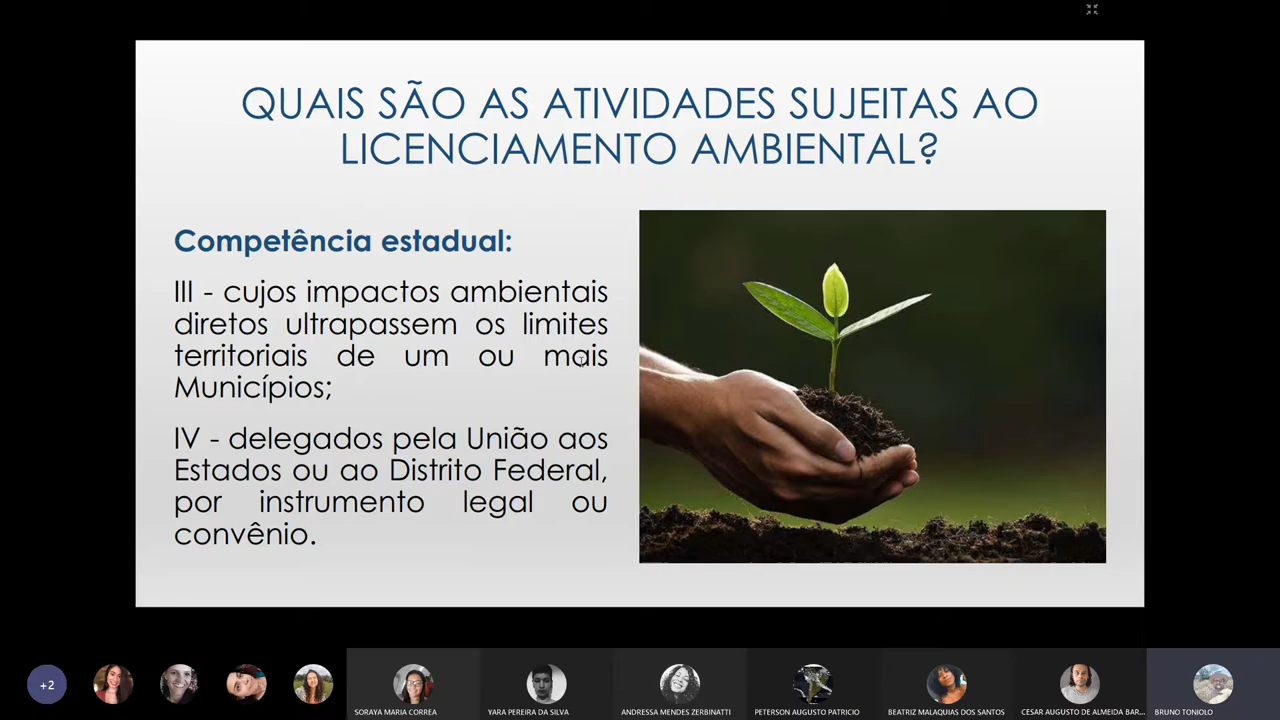 QUAIS SÃO AS ATIVIDADES SUJEITAS AO
LICENCIAMENTO AMBIENTAL?
Competência estadual:
III - cujos impactos ambientais
diretos ultrapassem os limites
territoriais de um ou mais
Municípios;
IV - delegados pela União aos
Estados ou ao Distrito Federal,
por instrumento legal ou
convênio.
+2
SORAYA MARIA CORREA
YARA PEREIRA DA SILVA
ANDRESSA MENDES ZERBINATTI
PETERSON AUGUSTO PATRICIO
BEATRIZ MALAQUIAS DOS SANTOS
CESAR AUGUSTO DE ALMEIDA BAR...
BRUNO TONIOLO